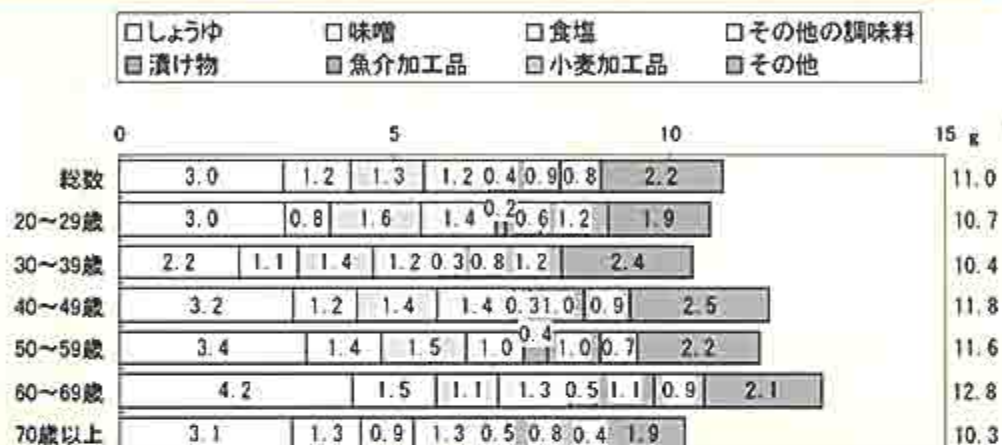 □しょうゆ □味噌 □食塩 □その他の調味料
■漬け物 ■魚介加工品 □小麦加工品 ■その他
0 5 10 15 g
総数 3.0 1.2 1.3 1.2 0.4 0.9 0.8 2.2 11.0
20～29歳 3.0 0.8 1.6 1.4 0.2 0.6 1.2 1.9 10.7
30～39歳 2.2 1.1 1.4 1.2 0.3 0.8 1.2 2.4 10.4
40～49歳 3.2 1.2 1.4 1.4 0.3 1.0 0.9 2.5 11.8
50～59歳 3.4 1.4 1.5 1.0 0.4 1.0 0.7 2.2 11.6
60～69歳 4.2 1.5 1.1 1.3 0.5 1.1 0.9 2.1 12.8
70歳以上 3.1 1.3 0.9 1.3 0.5 0.8 0.4 1.9 10.3